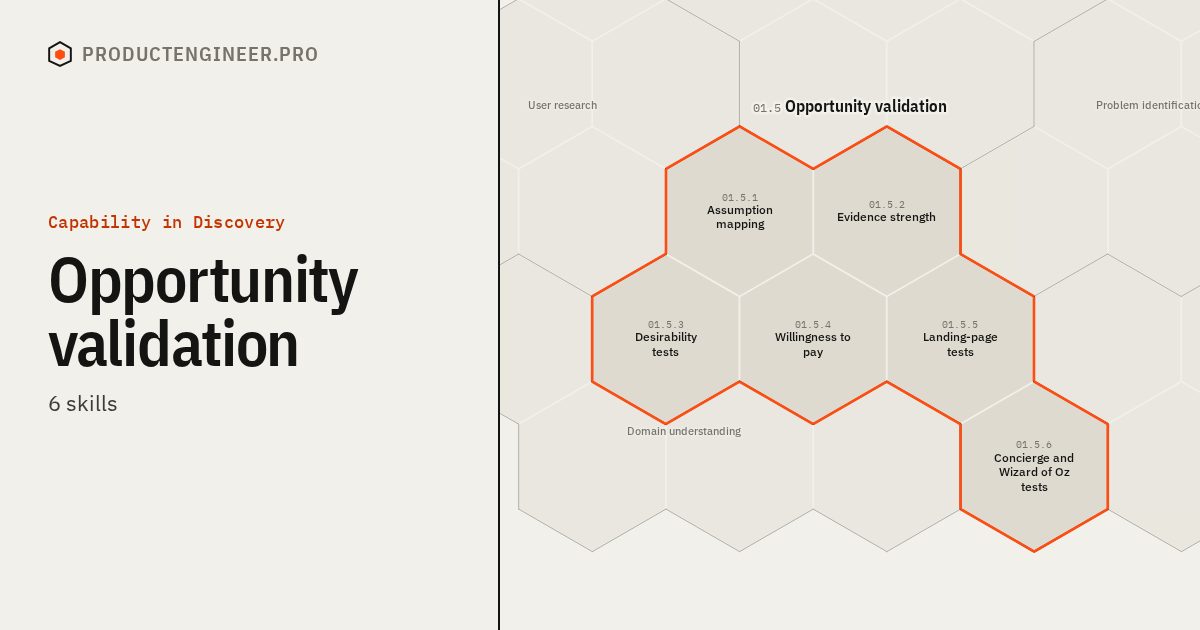 PRODUCTENGINEER.PRO
Capability in Discovery
Opportunity
validation
6 skills
User research
01.5 Opportunity validation
01.5.1
Assumption
mapping
01.5.2
Evidence strength
01.5.3
Desirability
tests
01.5.4
Willingness to
pay
01.5.5
Landing-page
tests
Domain understanding
01.5.6
Concierge and
Wizard of Oz
tests
Problem